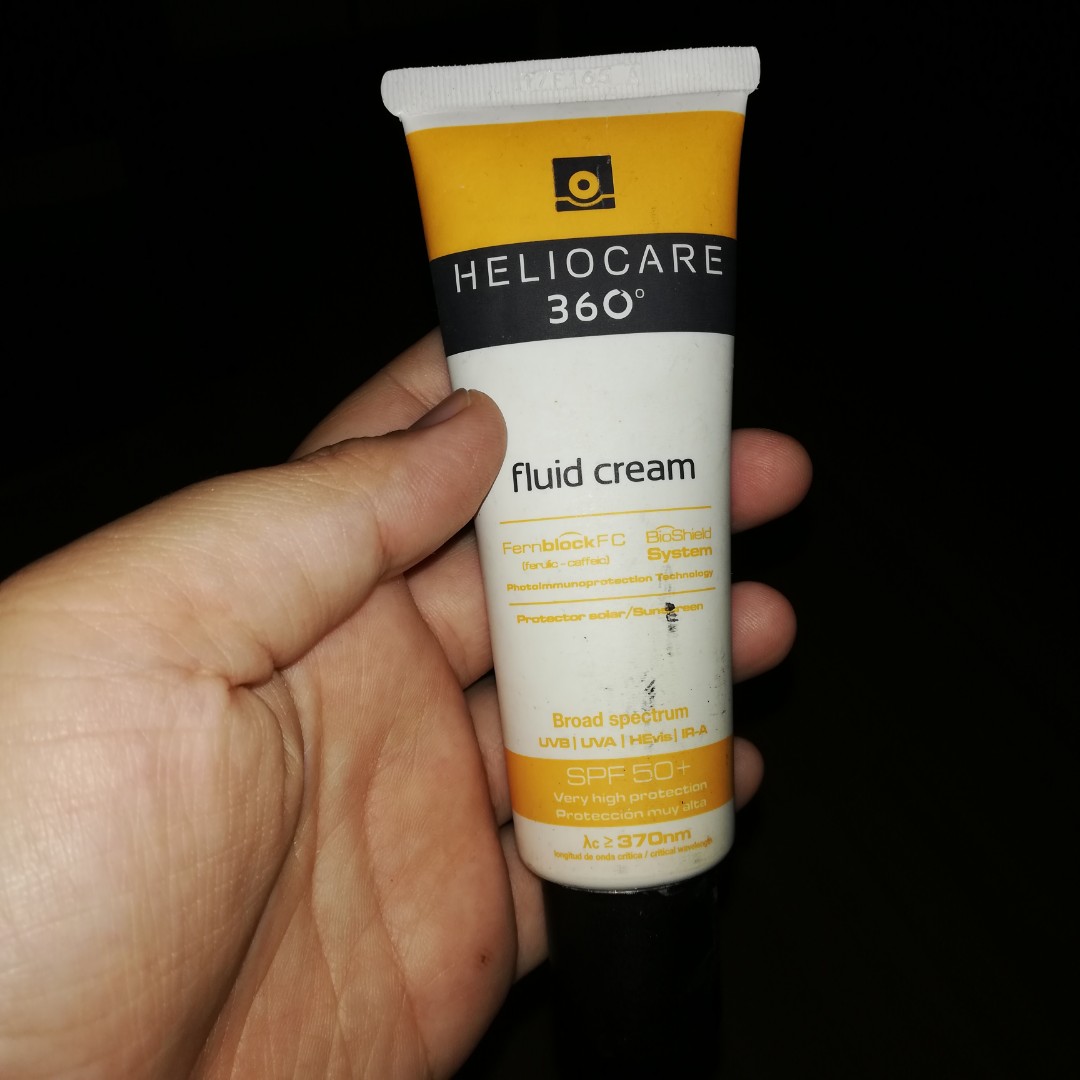 HELIOCARE
360°
fluid cream
FernblockFC BioShield
(ferulic - caffeic) System
Photoimmunoprotection Technology
Protector solar/Sunscreen
Broad spectrum
UVB | UVA | HEvis | IR-A
SPF 50+
Very high protection
Protección muy alta
λc ≥ 370nm
longitud de onda crítica / critical wavelength